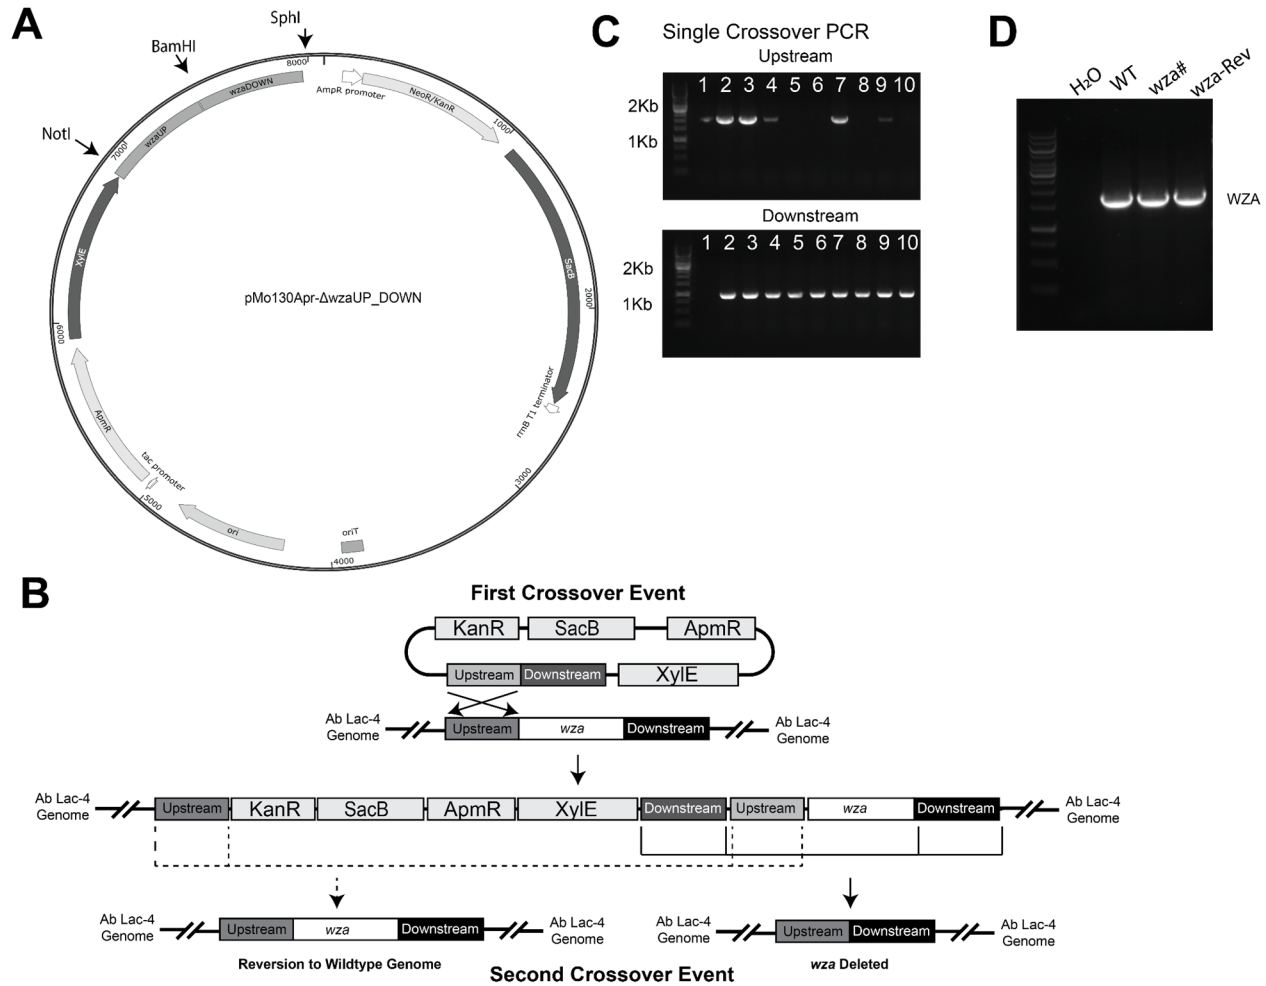 A
SphI
BamHI
NotI
8000
wzaDOWN
wzaUP
7000
AmpR promoter
NeoR/KanR
1000
XylE
SacB
2000
pMo130Apr-ΔwzaUP_DOWN
6000
ApmR
rrnB T1 terminator
tac promoter
5000
ori
oriT
4000
3000
C
Single Crossover PCR
Upstream
1 2 3 4 5 6 7 8 9 10
2Kb
1Kb
Downstream
1 2 3 4 5 6 7 8 9 10
2Kb
1Kb
D
H₂O WT wza# wza-Rev
WZA
B
First Crossover Event
KanR SacB ApmR
Upstream Downstream XylE
Ab Lac-4 Genome Upstream wza Downstream Ab Lac-4 Genome
Ab Lac-4 Genome Upstream KanR SacB ApmR XylE Downstream Upstream wza Downstream Ab Lac-4 Genome
Ab Lac-4 Genome Upstream wza Downstream Ab Lac-4 Genome
Ab Lac-4 Genome Upstream Downstream Ab Lac-4 Genome
Reversion to Wildtype Genome
wza Deleted
Second Crossover Event